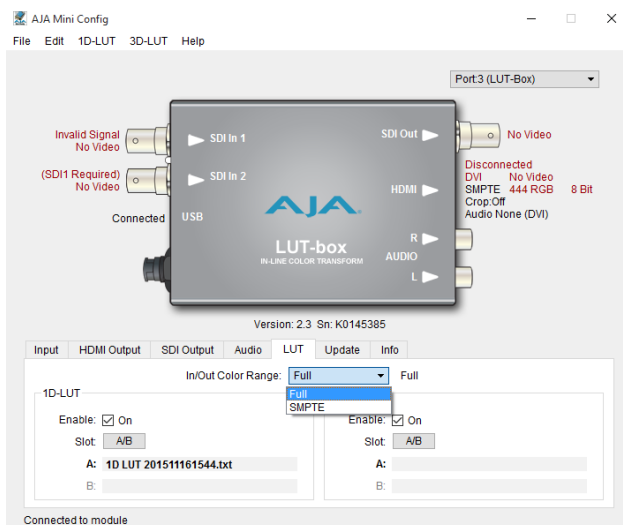 AJA Mini Config
File Edit 1D-LUT 3D-LUT Help
Port:3 (LUT-Box)
Invalid Signal
No Video
SDI In 1
SDI Out
No Video
(SDI1 Required)
No Video
SDI In 2
HDMI
Disconnected
DVI No Video
SMPTE 444 RGB 8 Bit
Crop:Off
Audio None (DVI)
Connected
USB
AJA
LUT-box
IN-LINE COLOR TRANSFORM
R
AUDIO
L
Version: 2.3 Sn: K0145385
Input HDMI Output SDI Output Audio LUT Update Info
In/Out Color Range: Full Full
Full
SMPTE
1D-LUT
Enable: On
Slot: A/B
A: 1D LUT 201511161544.txt
B:
Enable: On
Slot: A/B
A:
B:
Connected to module